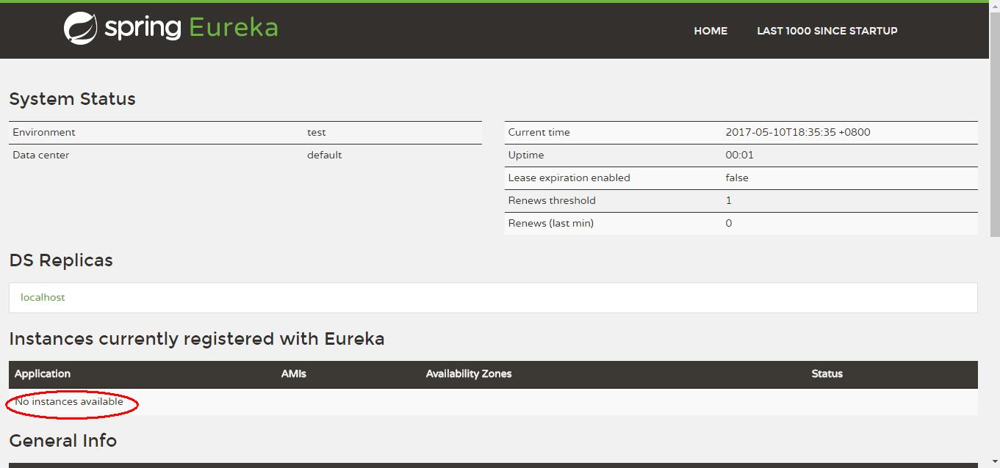 spring Eureka
HOME LAST 1000 SINCE STARTUP
System Status
Environment test
Data center default
Current time 2017-05-10T18:35:35 +0800
Uptime 00:01
Lease expiration enabled false
Renews threshold 1
Renews (last min) 0
DS Replicas
localhost
Instances currently registered with Eureka
Application AMIs Availability Zones Status
No instances available
General Info